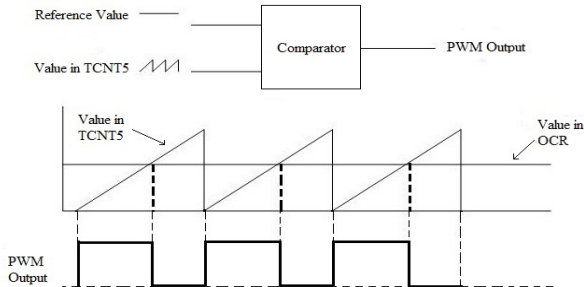 Reference Value
Comparator
PWM Output
Value in TCNT5
Value in
TCNT5
Value in
OCR
PWM
Output